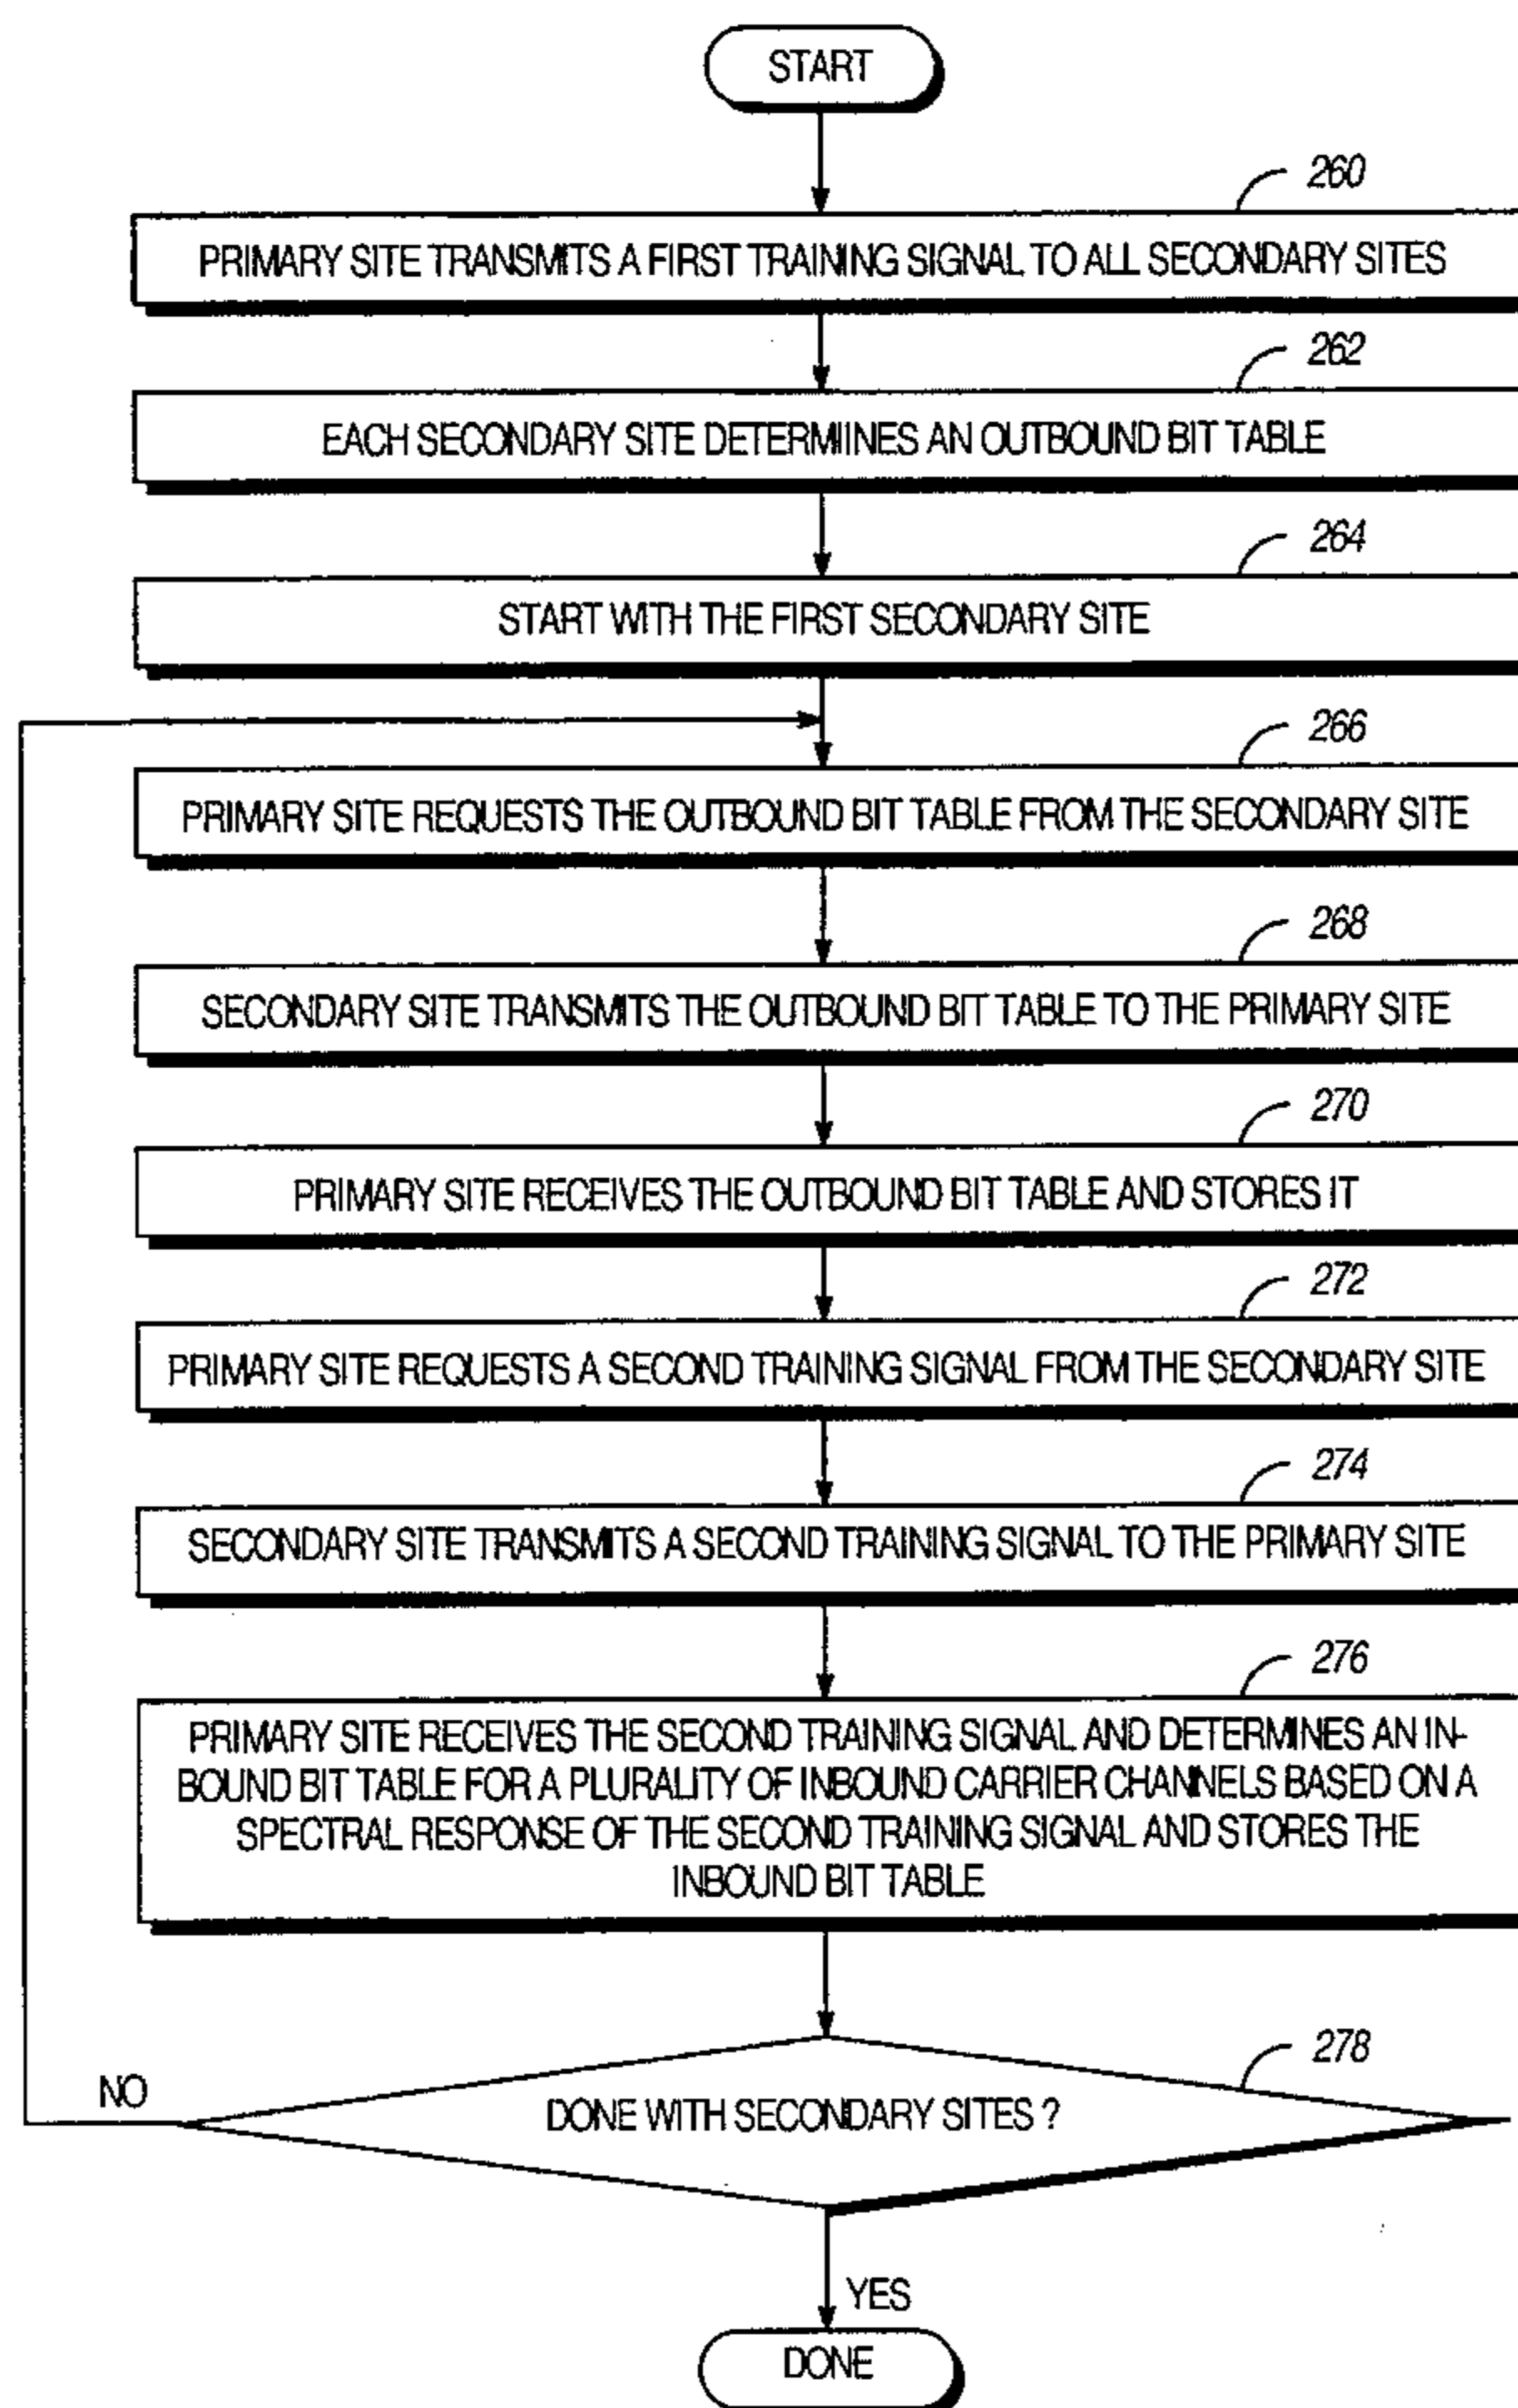 START
260
PRIMARY SITE TRANSMITS A FIRST TRAINING SIGNAL TO ALL SECONDARY SITES
262
EACH SECONDARY SITE DETERMIINES AN OUTBOUND BIT TABLE
264
START WITH THE FIRST SECONDARY SITE
266
PRIMARY SITE REQUESTS THE OUTBOUND BIT TABLE FROM THE SECONDARY SITE
268
SECONDARY SITE TRANSMITS THE OUTBOUND BIT TABLE TO THE PRIMARY SITE
270
PRIMARY SITE RECEIVES THE OUTBOUND BIT TABLE AND STORES IT
272
PRIMARY SITE REQUESTS A SECOND TRAINING SIGNAL FROM THE SECONDARY SITE
274
SECONDARY SITE TRANSMITS A SECOND TRAINING SIGNAL TO THE PRIMARY SITE
276
PRIMARY SITE RECEIVES THE SECOND TRAINING SIGNAL AND DETERMINES AN IN-
BOUND BIT TABLE FOR A PLURALITY OF INBOUND CARRIER CHANNELS BASED ON A
SPECTRAL RESPONSE OF THE SECOND TRAINING SIGNAL AND STORES THE
INBOUND BIT TABLE
278
NO
DONE WITH SECONDARY SITES ?
YES
DONE